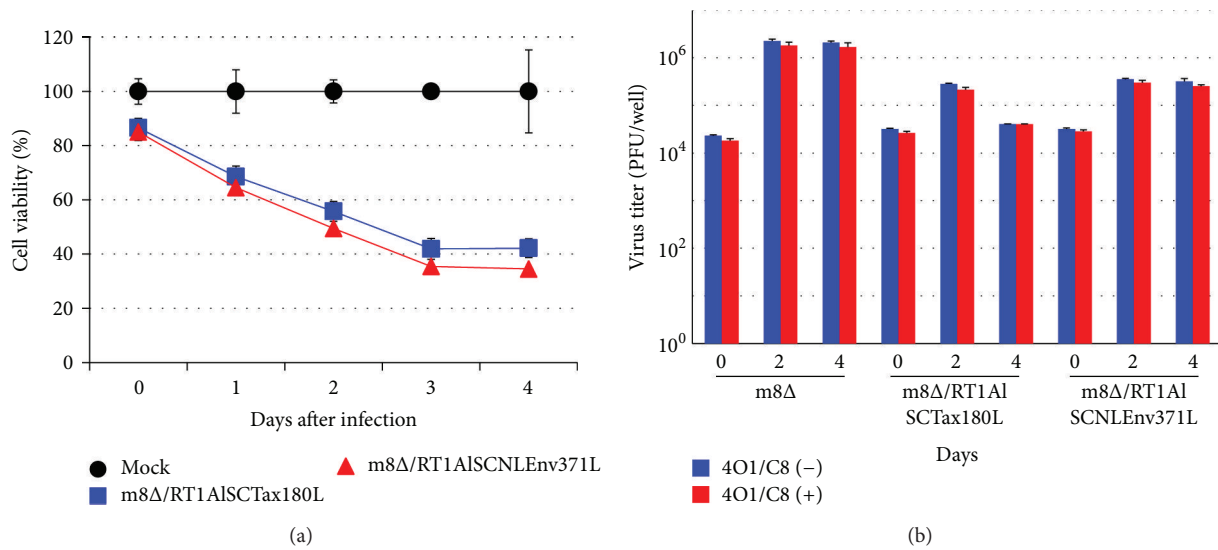 120
100
80
60
40
20
0
Cell viability (%)
0 1 2 3 4
Days after infection
Mock
m8Δ/RT1AlSCTax180L
m8Δ/RT1AlSCNLEnv371L
(a)
10^6
10^4
10^2
10^0
Virus titer (PFU/well)
0 2 4 0 2 4 0 2 4
m8Δ
m8Δ/RT1Al
SCTax180L
m8Δ/RT1Al
SCNLEnv371L
Days
4O1/C8 (−)
4O1/C8 (+)
(b)